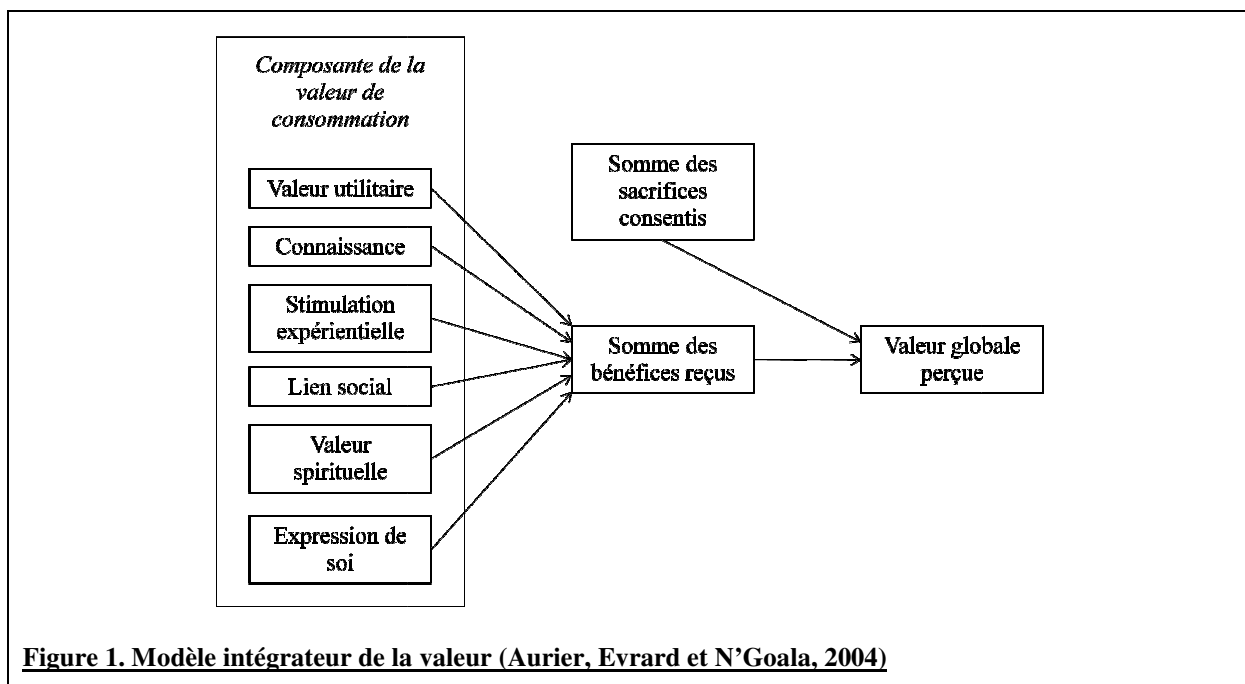 Composante de la
valeur de
consommation
Valeur utilitaire
Connaissance
Stimulation
expérientielle
Lien social
Valeur
spirituelle
Expression de
soi
Somme des
sacrifices
consentis
Somme des
bénéfices reçus
Valeur globale
perçue
Figure 1. Modèle intégrateur de la valeur (Aurier, Evrard et N’Goala, 2004)